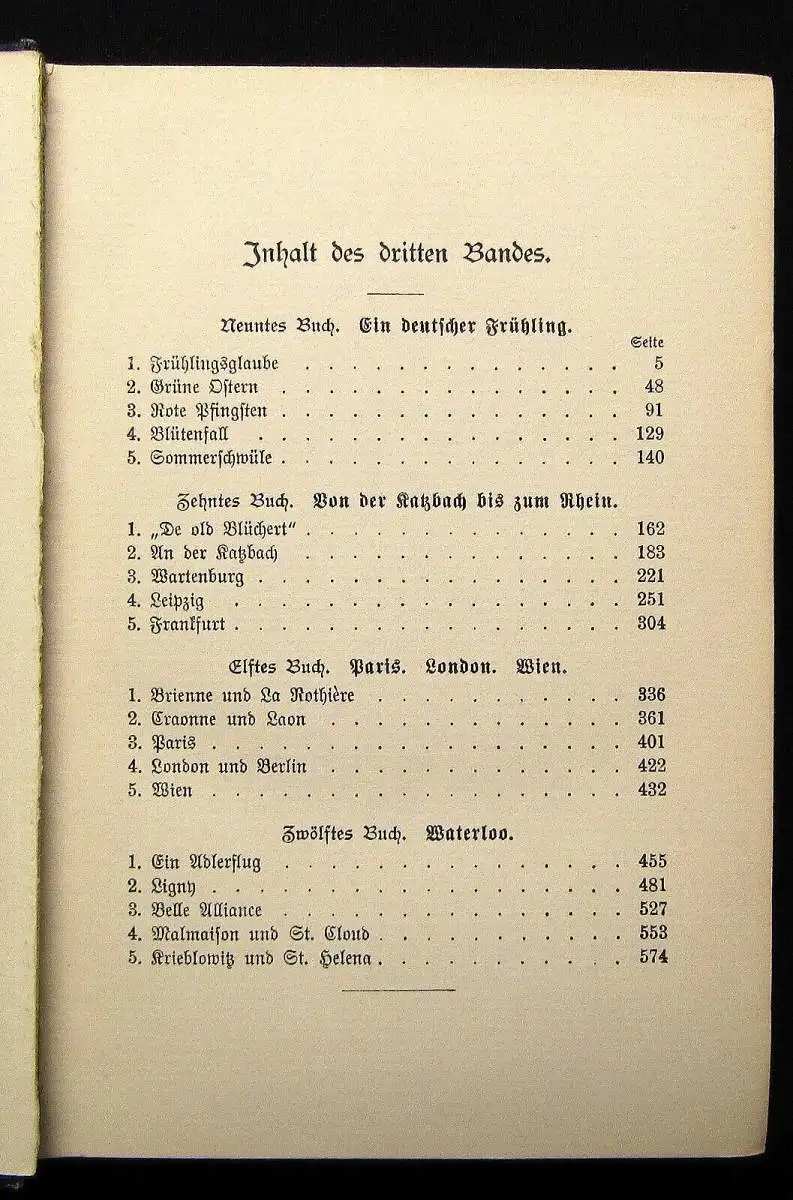 Inhalt des dritten Bandes.
Neuntes Buch. Ein deutscher Frühling.
Seite
1. Frühlingsglaube . . . . . . . . . . . . . . 5
2. Grüne Ostern . . . . . . . . . . . . . . . 48
3. Rote Pfingsten . . . . . . . . . . . . . . . 91
4. Blütenfall . . . . . . . . . . . . . . . . 129
5. Sommerschwüle . . . . . . . . . . . . . . . 140
Zehntes Buch. Von der Katzbach bis zum Rhein.
1. „De old Blüchert“ . . . . . . . . . . . . . . 162
2. An der Katzbach . . . . . . . . . . . . . . 183
3. Wartenburg . . . . . . . . . . . . . . . . 221
4. Leipzig . . . . . . . . . . . . . . . . . 251
5. Frankfurt . . . . . . . . . . . . . . . . . 304
Elftes Buch. Paris. London. Wien.
1. Brienne und La Rothière . . . . . . . . . . . 336
2. Craonne und Laon . . . . . . . . . . . . . 361
3. Paris . . . . . . . . . . . . . . . . . . 401
4. London und Berlin . . . . . . . . . . . . . 422
5. Wien . . . . . . . . . . . . . . . . . . 432
Zwölftes Buch. Waterloo.
1. Ein Adlerflug . . . . . . . . . . . . . . . 455
2. Ligny . . . . . . . . . . . . . . . . . . 481
3. Belle Alliance . . . . . . . . . . . . . . . 527
4. Malmaison und St. Cloud . . . . . . . . . . . 553
5. Krieblowitz und St. Helena . . . . . . . . . . . 574